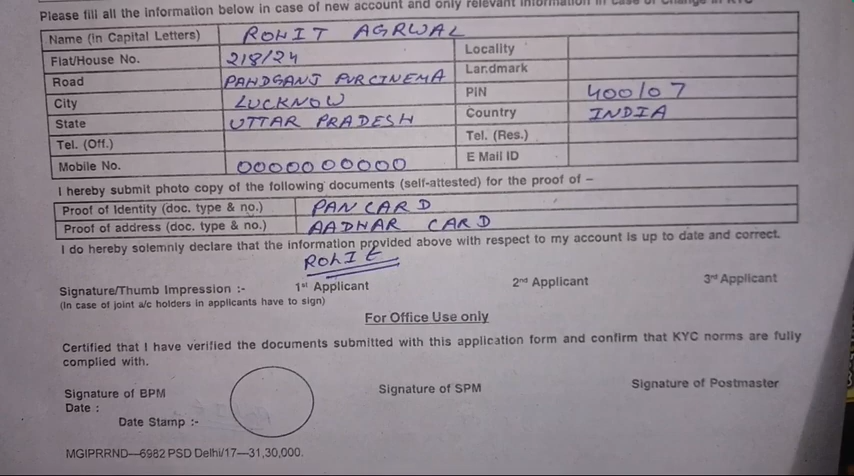 Please fill all the information below in case of new account and only relevant information in case of Change in KYC
Name (In Capital Letters) ROHIT AGRWAL
Flat/House No. 218/24 Locality
Road PANDGANJ PURCINEMA Landmark
City LUCKNOW PIN 400107
State UTTAR PRADESH Country INDIA
Tel. (Off.) Tel. (Res.)
Mobile No. 0000000000 E Mail ID
I hereby submit photo copy of the following documents (self-attested) for the proof of –
Proof of Identity (doc. type & no.) PAN CARD
Proof of address (doc. type & no.) AADHAR CARD
I do hereby solemnly declare that the information provided above with respect to my account is up to date and correct.
ROHIT
Signature/Thumb Impression :- 1st Applicant 2nd Applicant 3rd Applicant
(In case of joint a/c holders in applicants have to sign)
For Office Use only
Certified that I have verified the documents submitted with this application form and confirm that KYC norms are fully
complied with.
Signature of BPM Signature of SPM Signature of Postmaster
Date :
Date Stamp :-
MGIPRRND—6982 PSD Delhi/17—31,30,000.